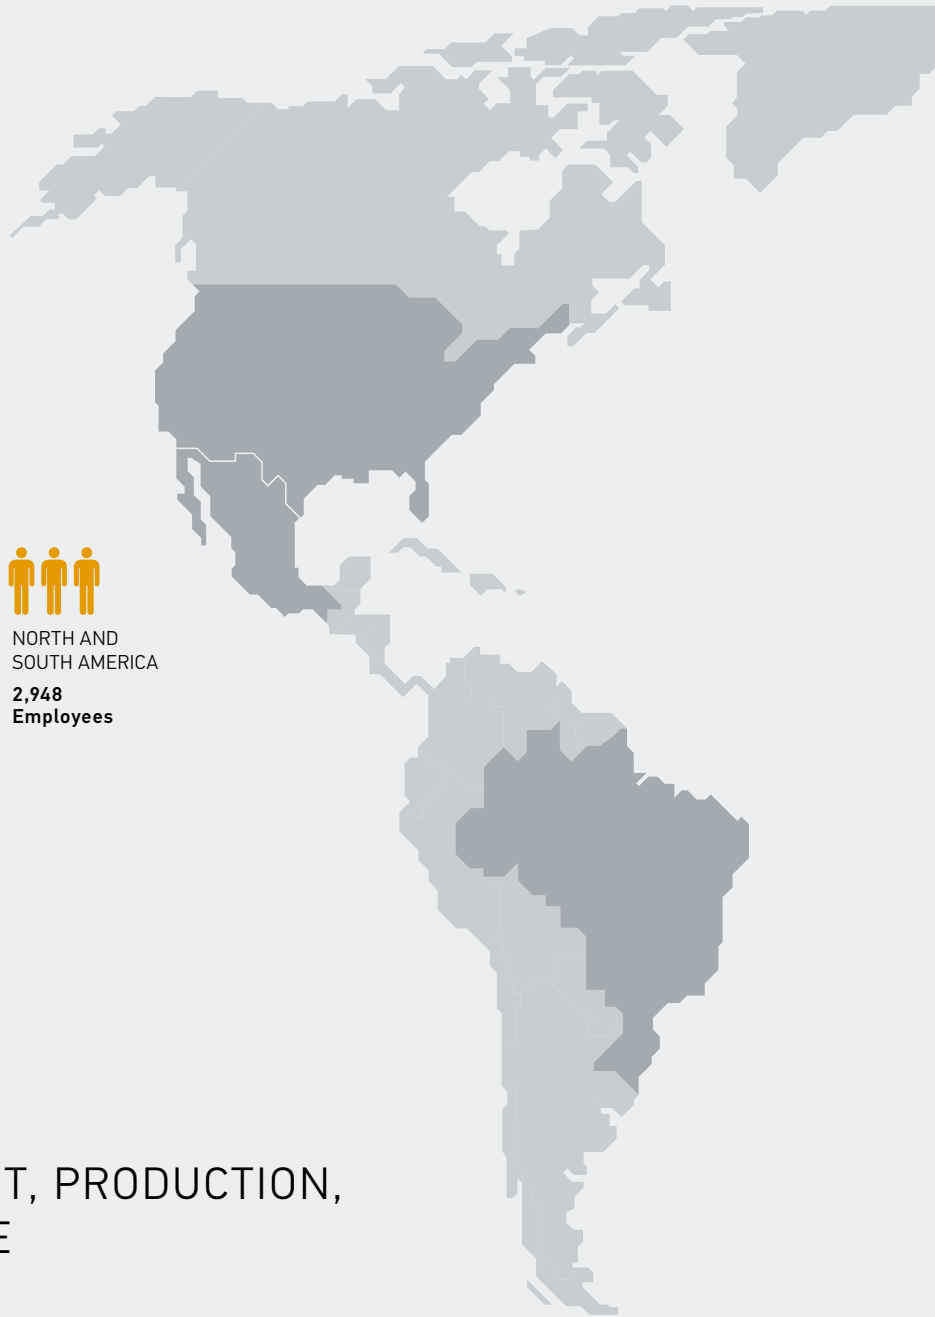 NORTH AND
SOUTH AMERICA
2,948
Employees
T, PRODUCTION,
E